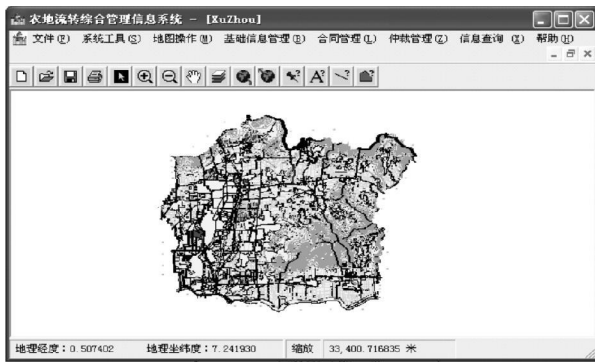 农地流转综合管理信息系统 - [XuZhou]
文件(F) 系统工具(S) 地图操作(M) 基础信息管理(B) 合同管理(L) 仲裁管理(Z) 信息查询 (X) 帮助(H)
地理经度：0.507402 地理坐纬度：7.241930 缩放 33,400.716835 米